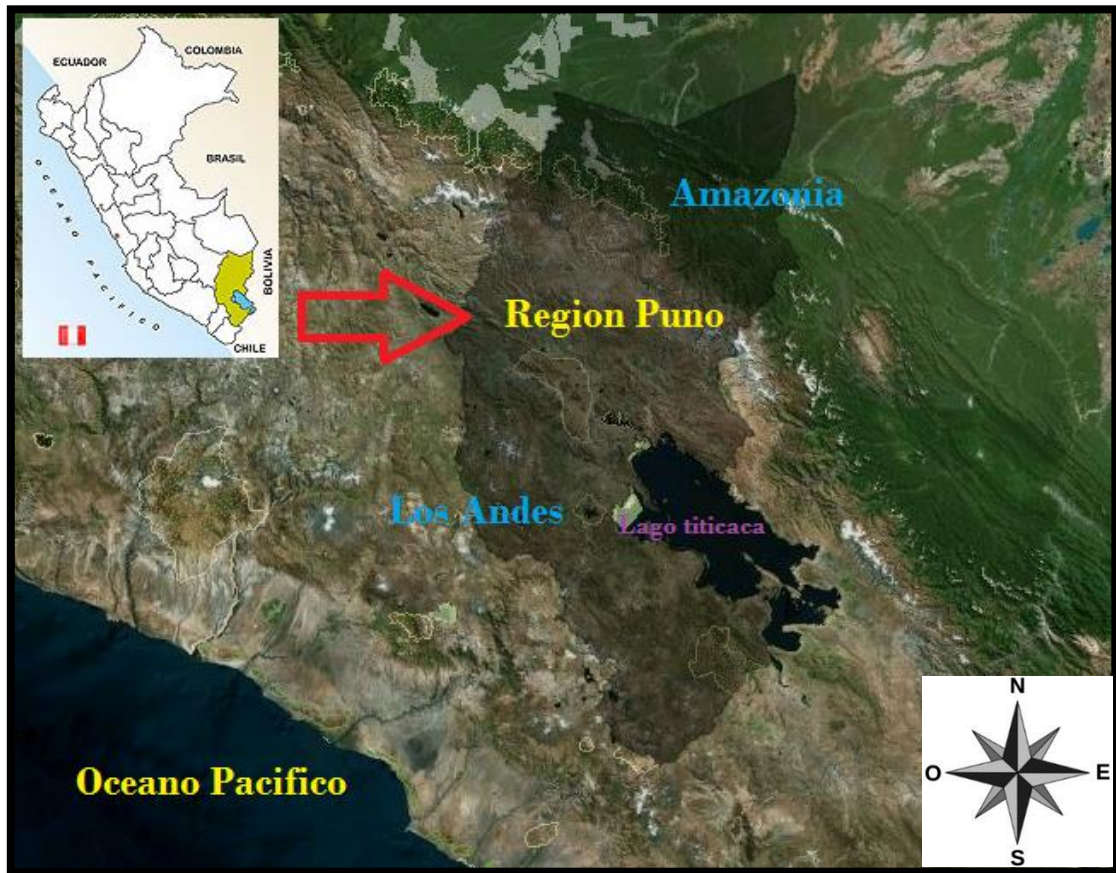 COLOMBIA
ECUADOR
BRASIL
OCEANO PACIFICO
BOLIVIA
CHILE
Amazonia
Region Puno
Los Andes
Lago titicaca
Oceano Pacifico
N
O
E
S